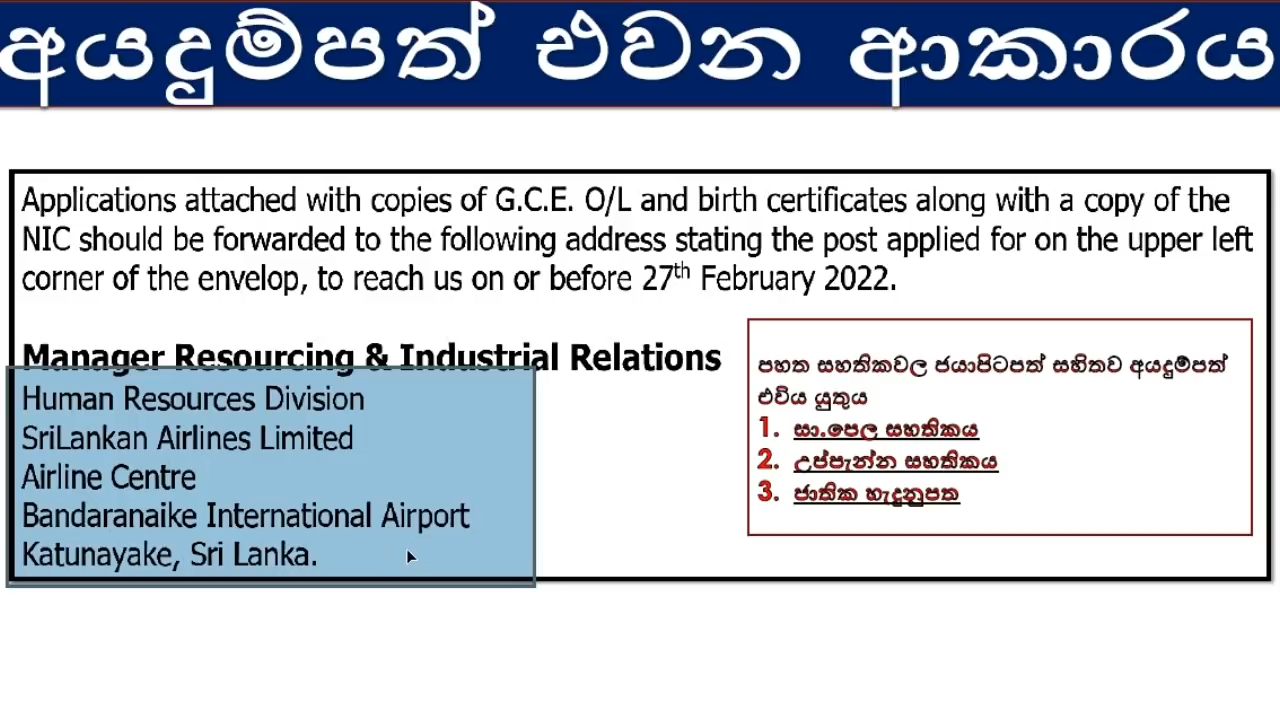 අයදුම්පත් එවන ආකාරය
Applications attached with copies of G.C.E. O/L and birth certificates along with a copy of the
NIC should be forwarded to the following address stating the post applied for on the upper left
corner of the envelop, to reach us on or before 27th February 2022.
Manager Resourcing & Industrial Relations
Human Resources Division
SriLankan Airlines Limited
Airline Centre
Bandaranaike International Airport
Katunayake, Sri Lanka.
පහත සහතිකවල ජයාපිටපත් සහිතව අයදුම්පත්
එවිය යුතුය
1. සා.පෙල සහතිකය
2. උප්පැන්න සහතිකය
3. ජාතික හැදුනුපත